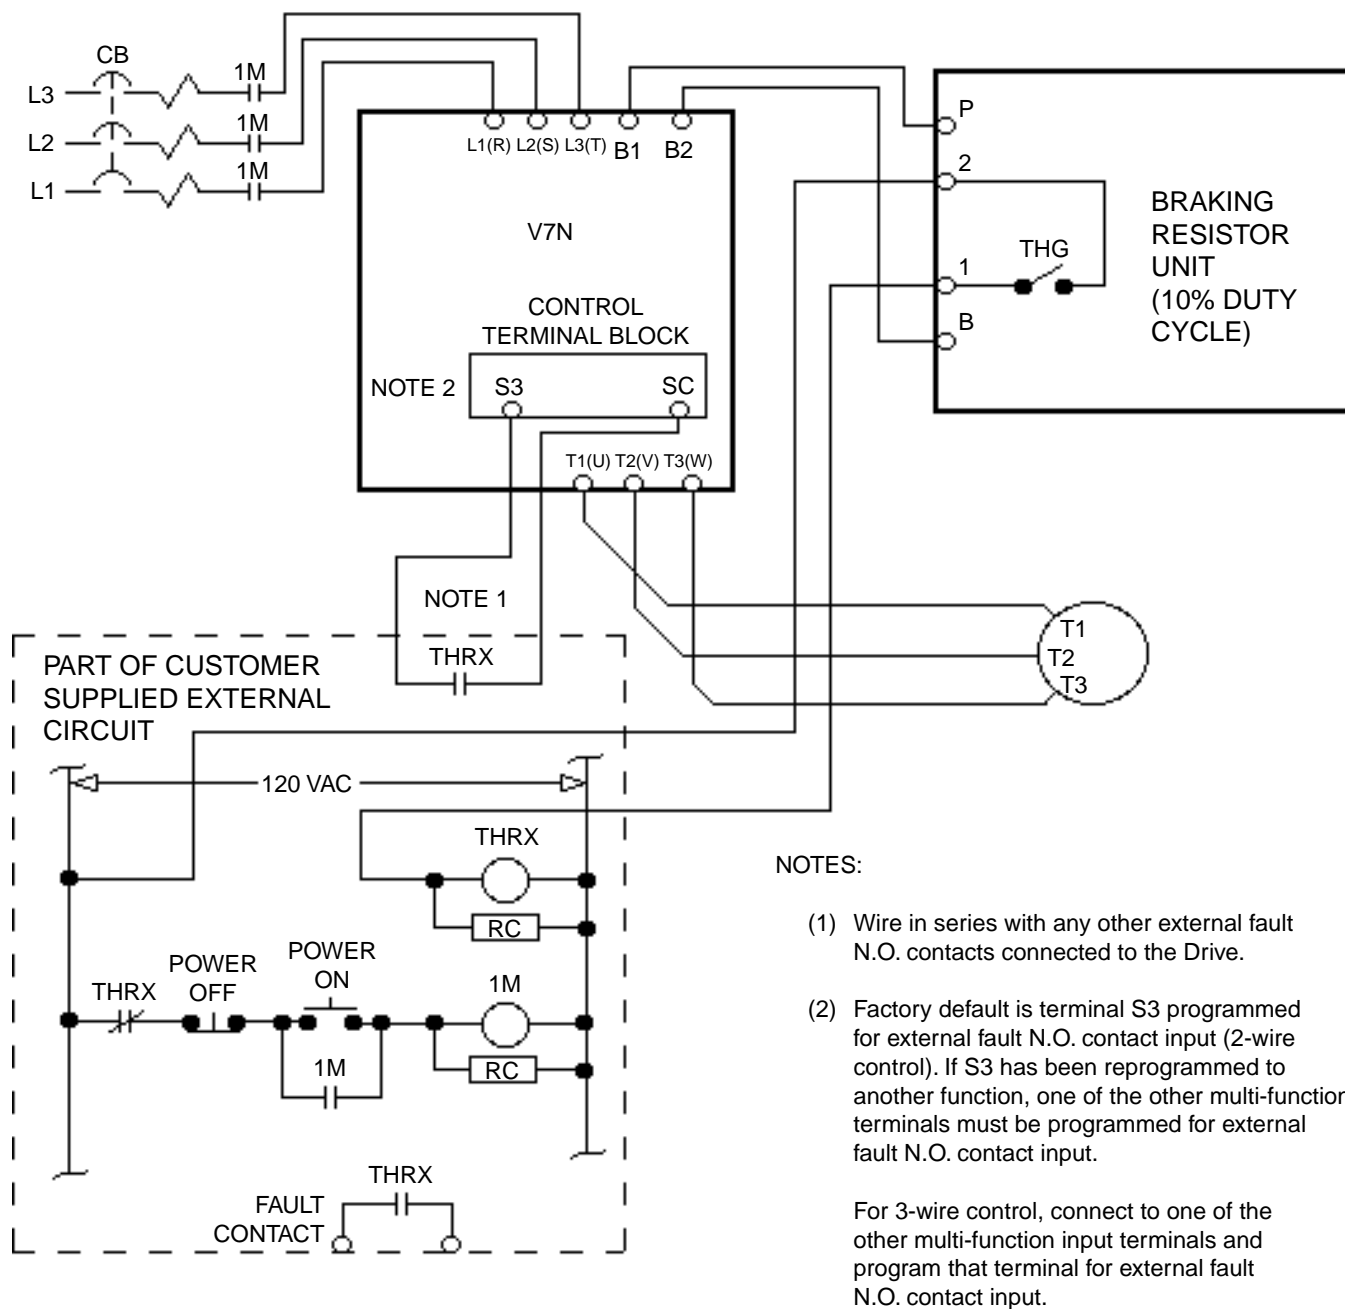 CB
L3
1M
L2
1M
L1
1M
L1(R) L2(S) L3(T) B1 B2
V7N
CONTROL
TERMINAL BLOCK
NOTE 2
S3
SC
T1(U) T2(V) T3(W)
P
2
1
B
THG
BRAKING
RESISTOR
UNIT
(10% DUTY
CYCLE)
NOTE 1
THRX
T1
T2
T3
PART OF CUSTOMER
SUPPLIED EXTERNAL
CIRCUIT
120 VAC
THRX
RC
THRX
POWER
OFF
POWER
ON
1M
1M
RC
THRX
FAULT
CONTACT
NOTES:
(1) Wire in series with any other external fault
N.O. contacts connected to the Drive.
(2) Factory default is terminal S3 programmed
for external fault N.O. contact input (2-wire
control). If S3 has been reprogrammed to
another function, one of the other multi-function
terminals must be programmed for external
fault N.O. contact input.
For 3-wire control, connect to one of the
other multi-function input terminals and
program that terminal for external fault
N.O. contact input.